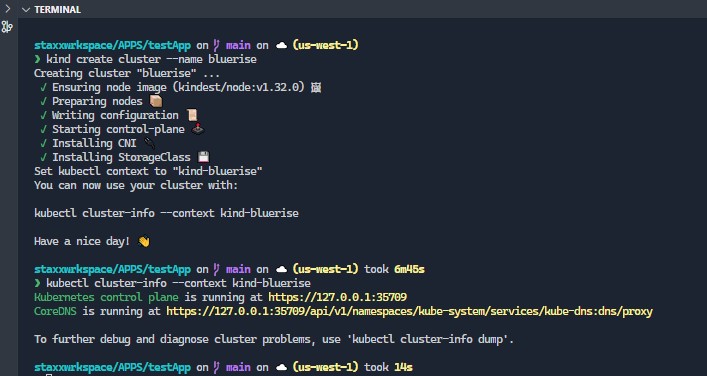 TERMINAL
staxxwrkspace/APPS/testApp on main on (us-west-1)
❯ kind create cluster --name bluerise
Creating cluster "bluerise" ...
✓ Ensuring node image (kindest/node:v1.32.0) 🖼
✓ Preparing nodes 📦
✓ Writing configuration 📜
✓ Starting control-plane 🕹️
✓ Installing CNI 🔌
✓ Installing StorageClass 💾
Set kubectl context to "kind-bluerise"
You can now use your cluster with:
kubectl cluster-info --context kind-bluerise
Have a nice day! 👋
staxxwrkspace/APPS/testApp on main on (us-west-1) took 6m45s
❯ kubectl cluster-info --context kind-bluerise
Kubernetes control plane is running at https://127.0.0.1:35709
CoreDNS is running at https://127.0.0.1:35709/api/v1/namespaces/kube-system/services/kube-dns:dns/proxy
To further debug and diagnose cluster problems, use 'kubectl cluster-info dump'.
staxxwrkspace/APPS/testApp on main on (us-west-1) took 14s